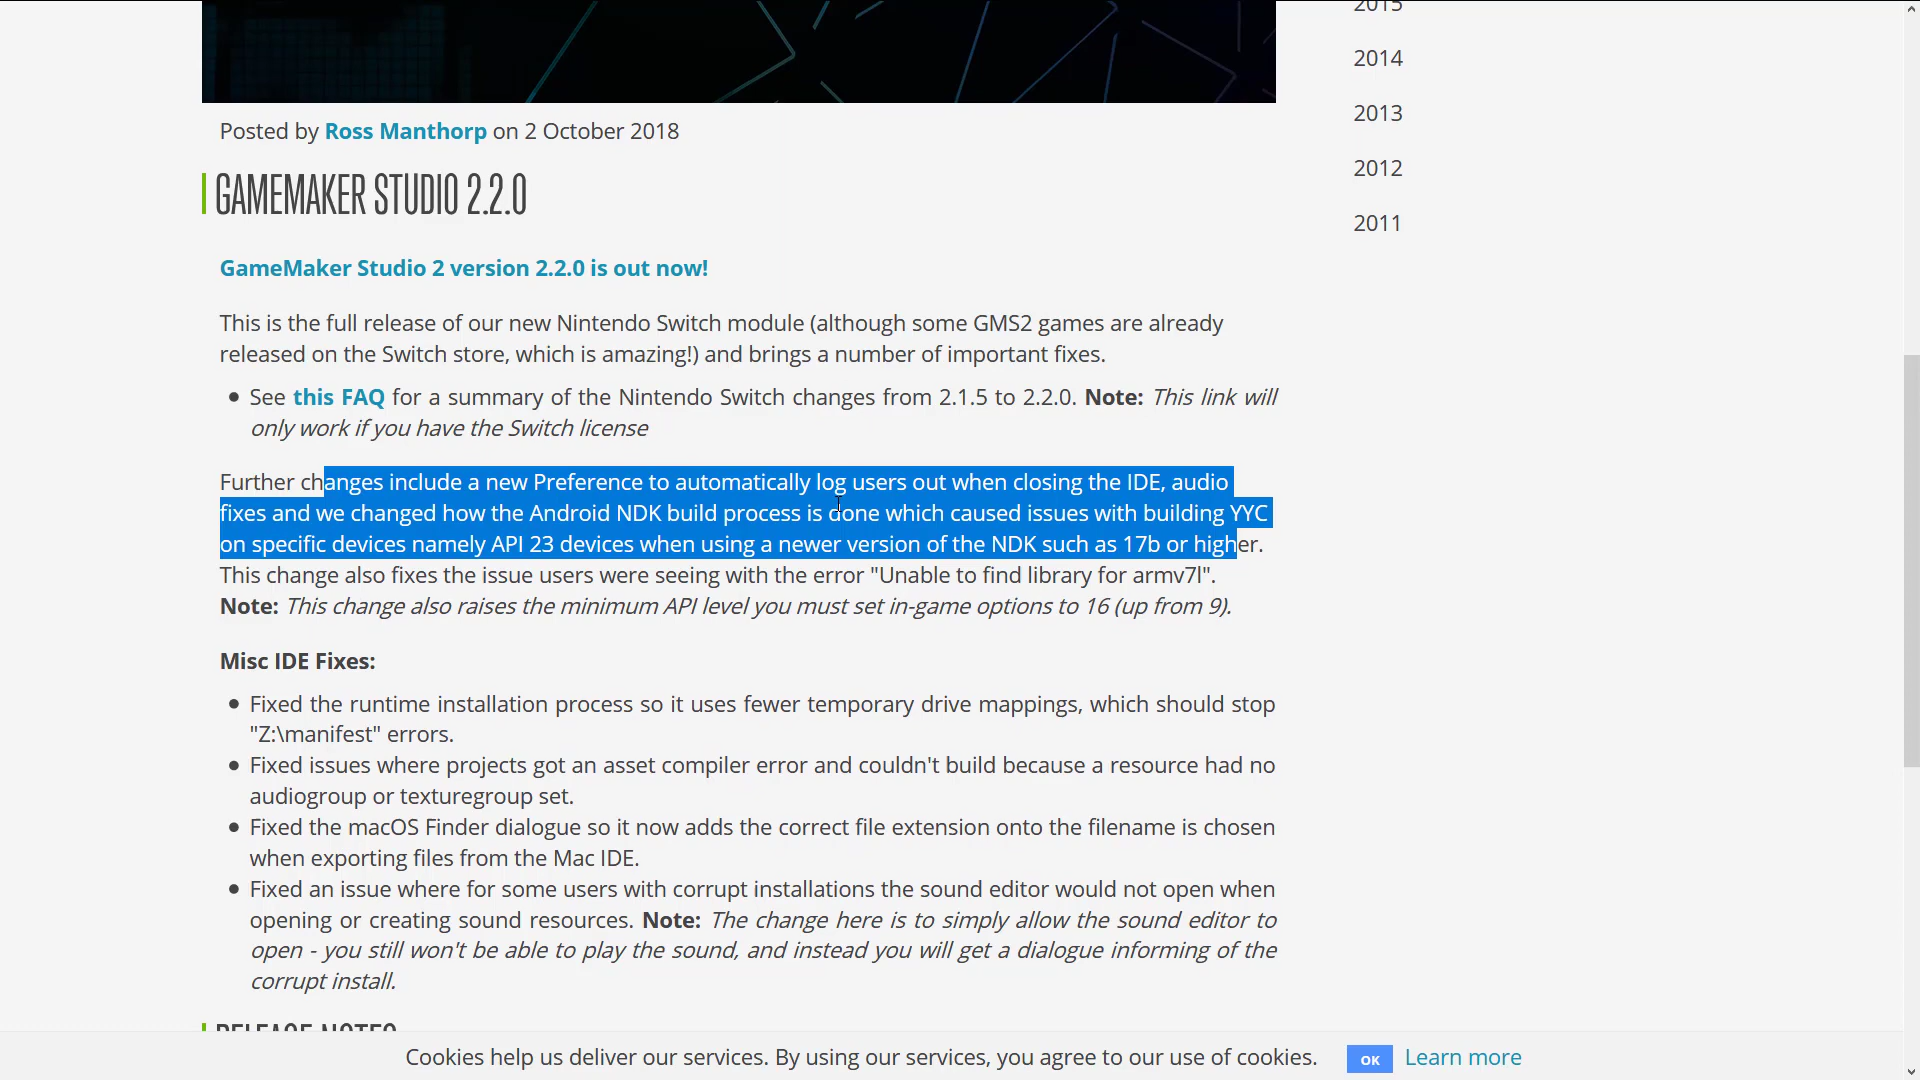 2015
2014
Posted by Ross Manthorp on 2 October 2018
2013
2012
GAMEMAKER STUDIO 2.2.0
2011
GameMaker Studio 2 version 2.2.0 is out now!
This is the full release of our new Nintendo Switch module (although some GMS2 games are already
released on the Switch store, which is amazing!) and brings a number of important fixes.
See this FAQ for a summary of the Nintendo Switch changes from 2.1.5 to 2.2.0. Note: This link will
only work if you have the Switch license
Further changes include a new Preference to automatically log users out when closing the IDE, audio
fixes and we changed how the Android NDK build process is done which caused issues with building YYC
on specific devices namely API 23 devices when using a newer version of the NDK such as 17b or higher.
This change also fixes the issue users were seeing with the error "Unable to find library for armv7l".
Note: This change also raises the minimum API level you must set in-game options to 16 (up from 9).
Misc IDE Fixes:
Fixed the runtime installation process so it uses fewer temporary drive mappings, which should stop
"Z:\manifest" errors.
Fixed issues where projects got an asset compiler error and couldn't build because a resource had no
audiogroup or texturegroup set.
Fixed the macOS Finder dialogue so it now adds the correct file extension onto the filename is chosen
when exporting files from the Mac IDE.
Fixed an issue where for some users with corrupt installations the sound editor would not open when
opening or creating sound resources. Note: The change here is to simply allow the sound editor to
open - you still won't be able to play the sound, and instead you will get a dialogue informing of the
corrupt install.
RELEASE NOTES
Cookies help us deliver our services. By using our services, you agree to our use of cookies. OK Learn more